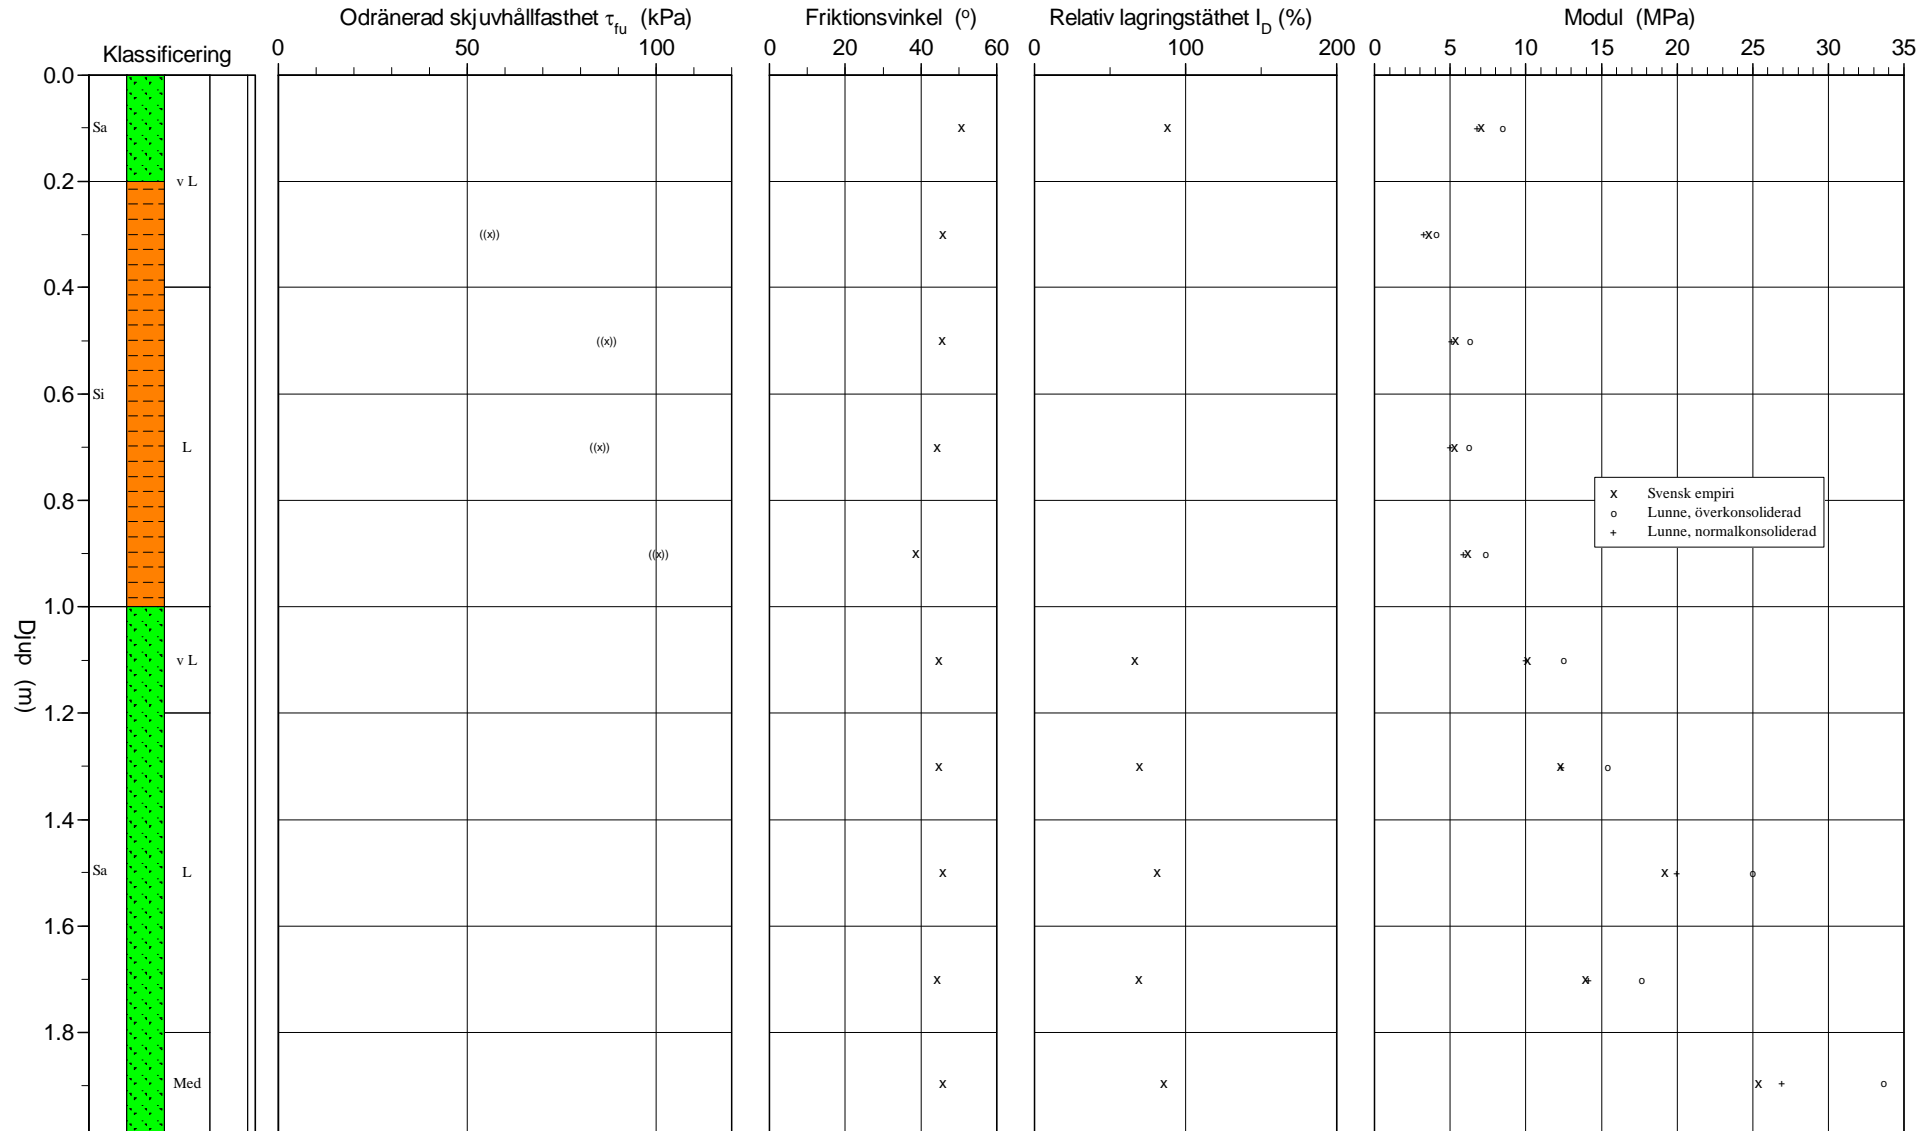 Odränerad skjuvhållfasthet τfu (kPa) Friktionsvinkel (o) Relativ lagringstäthet ID (%) Modul (MPa)
Klassificering 0 50 100 0 20 40 60 0 100 200 0 5 10 15 20 25 30 35
0.0
Sa
0.2 v L
((x))
0.4
((x))
0.6 Si
((x))
L
0.8
x Svensk empiri
o Lunne, överkonsoliderad
+ Lunne, normalkonsoliderad
((x))
1.0
Djup (m)
v L
1.2
1.4
Sa L
1.6
1.8
Med